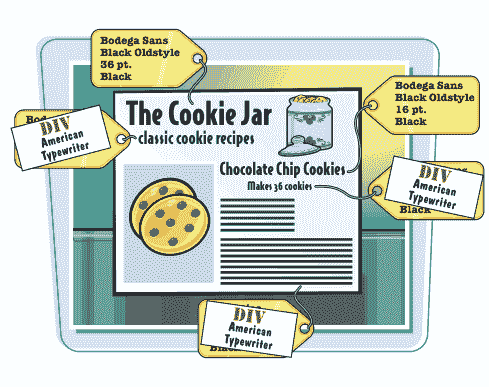 Bodega Sans
Black Oldstyle
36 pt.
Black
Bodega Sans
Black Oldstyle
16 pt.
Black
DIV
American
Typewriter
The Cookie Jar
classic cookie recipes
Chocolate Chip Cookies
Makes 36 cookies
DIV
American
Typewriter
Black
DIV
American
Typewriter